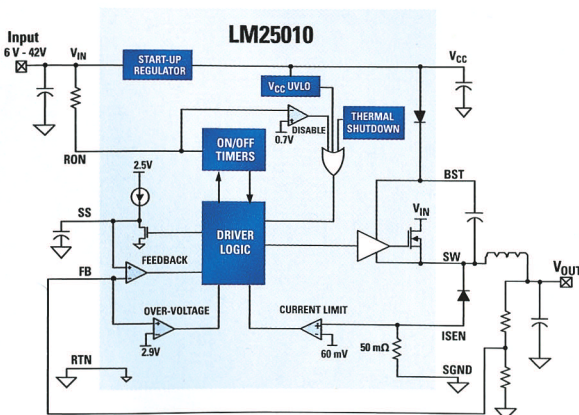 LM25010
Input
6 V - 42V
VIN
START-UP
REGULATOR
VCC
VCC UVLO
THERMAL
SHUTDOWN
DISABLE
0.7V
RON
ON/OFF
TIMERS
2.5V
BST
VIN
SS
DRIVER
LOGIC
SW
VOUT
FEEDBACK
FB
OVER-VOLTAGE
CURRENT LIMIT
ISEN
2.9V
60 mV
50 mΩ
RTN
SGND